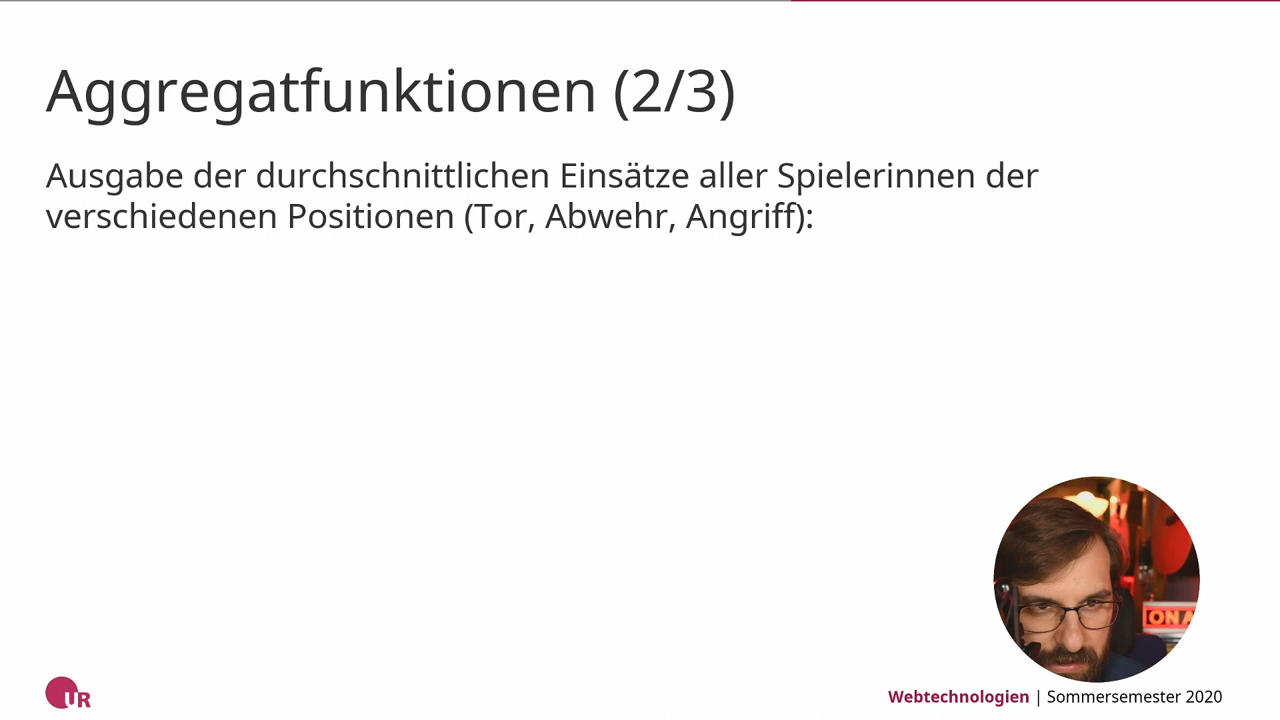 Aggregatfunktionen (2/3)
Ausgabe der durchschnittlichen Einsätze aller Spielerinnen der
verschiedenen Positionen (Tor, Abwehr, Angriff):
ON A
UR
Webtechnologien | Sommersemester 2020